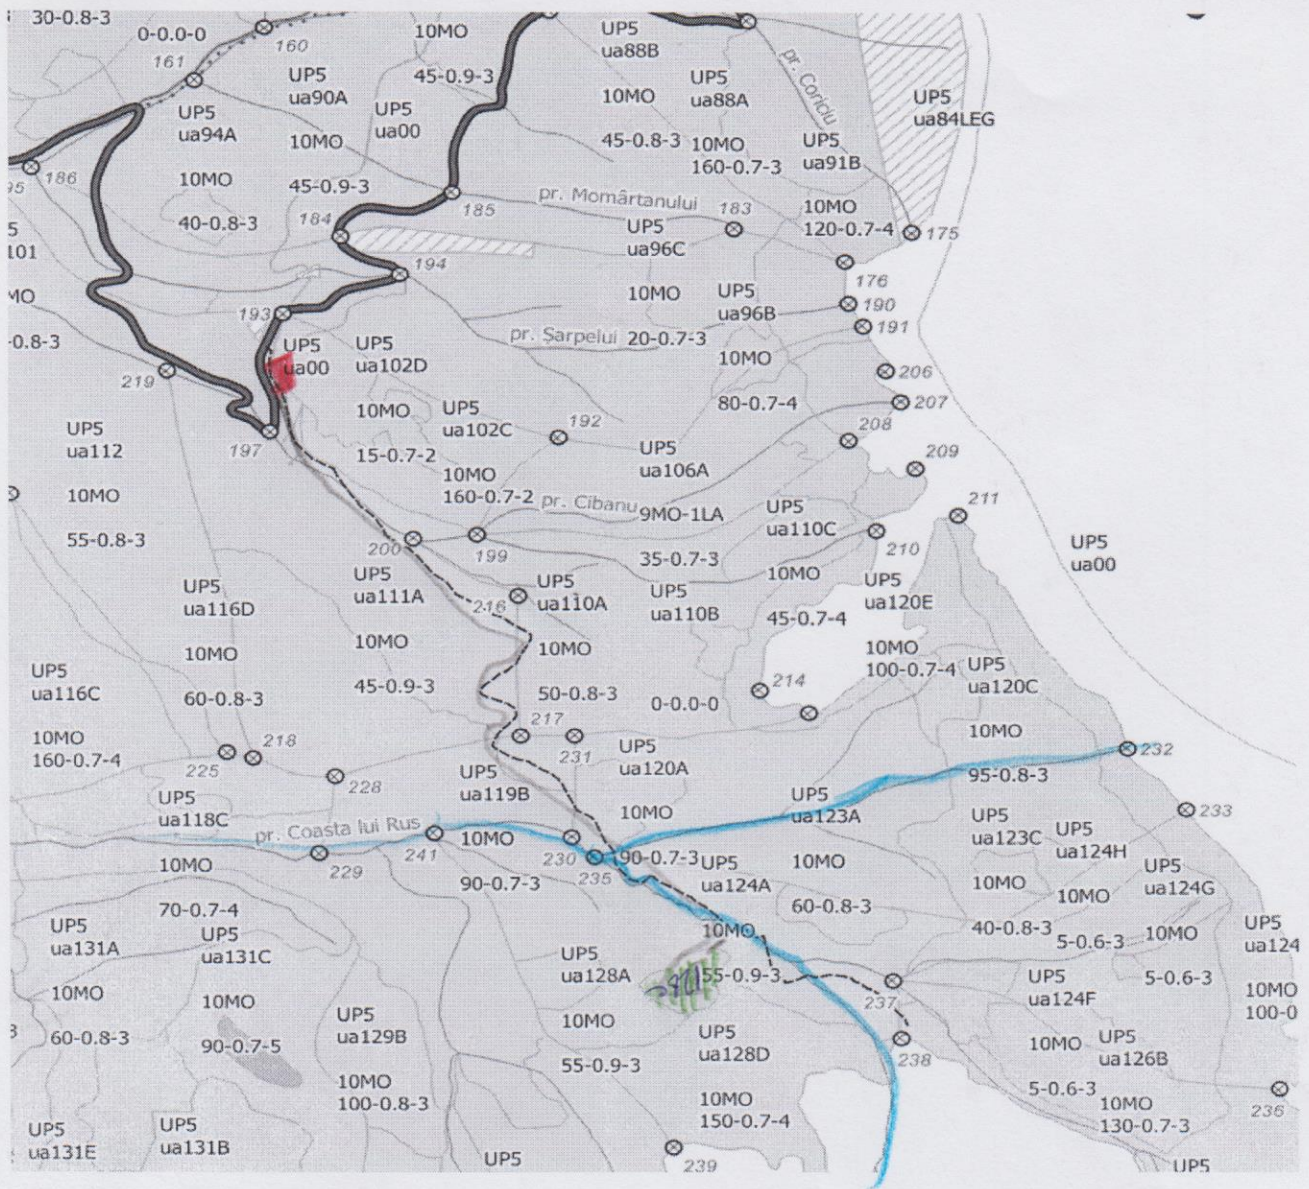 30-0.8-3
0-0.0-0
160
161
10MO
45-0.9-3
UP5
ua88B
10MO
45-0.8-3
UP5
ua88A
10MO
160-0.7-3
pr. Coriciu
UP5
ua84LEG
UP5
ua90A
10MO
45-0.9-3
UP5
ua00
UP5
ua94A
10MO
40-0.8-3
UP5
ua91B
10MO
120-0.7-4
186
95
184
185
pr. Momârtanului
183
175
176
5
101
MO
-0.8-3
UP5
ua96C
10MO
20-0.7-3
194
193
UP5
ua96B
10MO
80-0.7-4
190
191
pr. Șarpelui
206
207
208
209
UP5
ua00
UP5
ua102D
10MO
15-0.7-2
219
197
UP5
ua102C
10MO
160-0.7-2
192
UP5
ua112
10MO
55-0.8-3
UP5
ua106A
9MO-1LA
35-0.7-3
pr. Cibanu
211
210
UP5
ua110C
10MO
45-0.7-4
UP5
ua00
200
199
UP5
ua116D
10MO
60-0.8-3
UP5
ua111A
10MO
45-0.9-3
216
UP5
ua110A
10MO
50-0.8-3
UP5
ua110B
0-0.0-0
UP5
ua120E
10MO
100-0.7-4
UP5
ua116C
10MO
160-0.7-4
UP5
ua120C
10MO
95-0.8-3
214
217
231
218
225
228
232
233
UP5
ua119B
10MO
90-0.7-3
UP5
ua120A
10MO
90-0.7-3
UP5
ua118C
10MO
70-0.7-4
pr. Coasta lui Rus
229
241
230
235
UP5
ua123A
10MO
60-0.8-3
UP5
ua123C
10MO
40-0.8-3
UP5
ua124H
10MO
5-0.6-3
UP5
ua124G
10MO
5-0.6-3
UP5
ua124A
10MO
55-0.9-3
UP5
ua124
10MO
100-0
UP5
ua131A
10MO
60-0.8-3
UP5
ua131C
10MO
90-0.7-5
UP5
ua128A
10MO
55-0.9-3
237
238
UP5
ua124F
10MO
5-0.6-3
UP5
ua129B
10MO
100-0.8-3
UP5
ua128D
10MO
150-0.7-4
UP5
ua126B
10MO
130-0.7-3
236
239
UP5
ua131E
UP5
ua131B
UP5
UP5